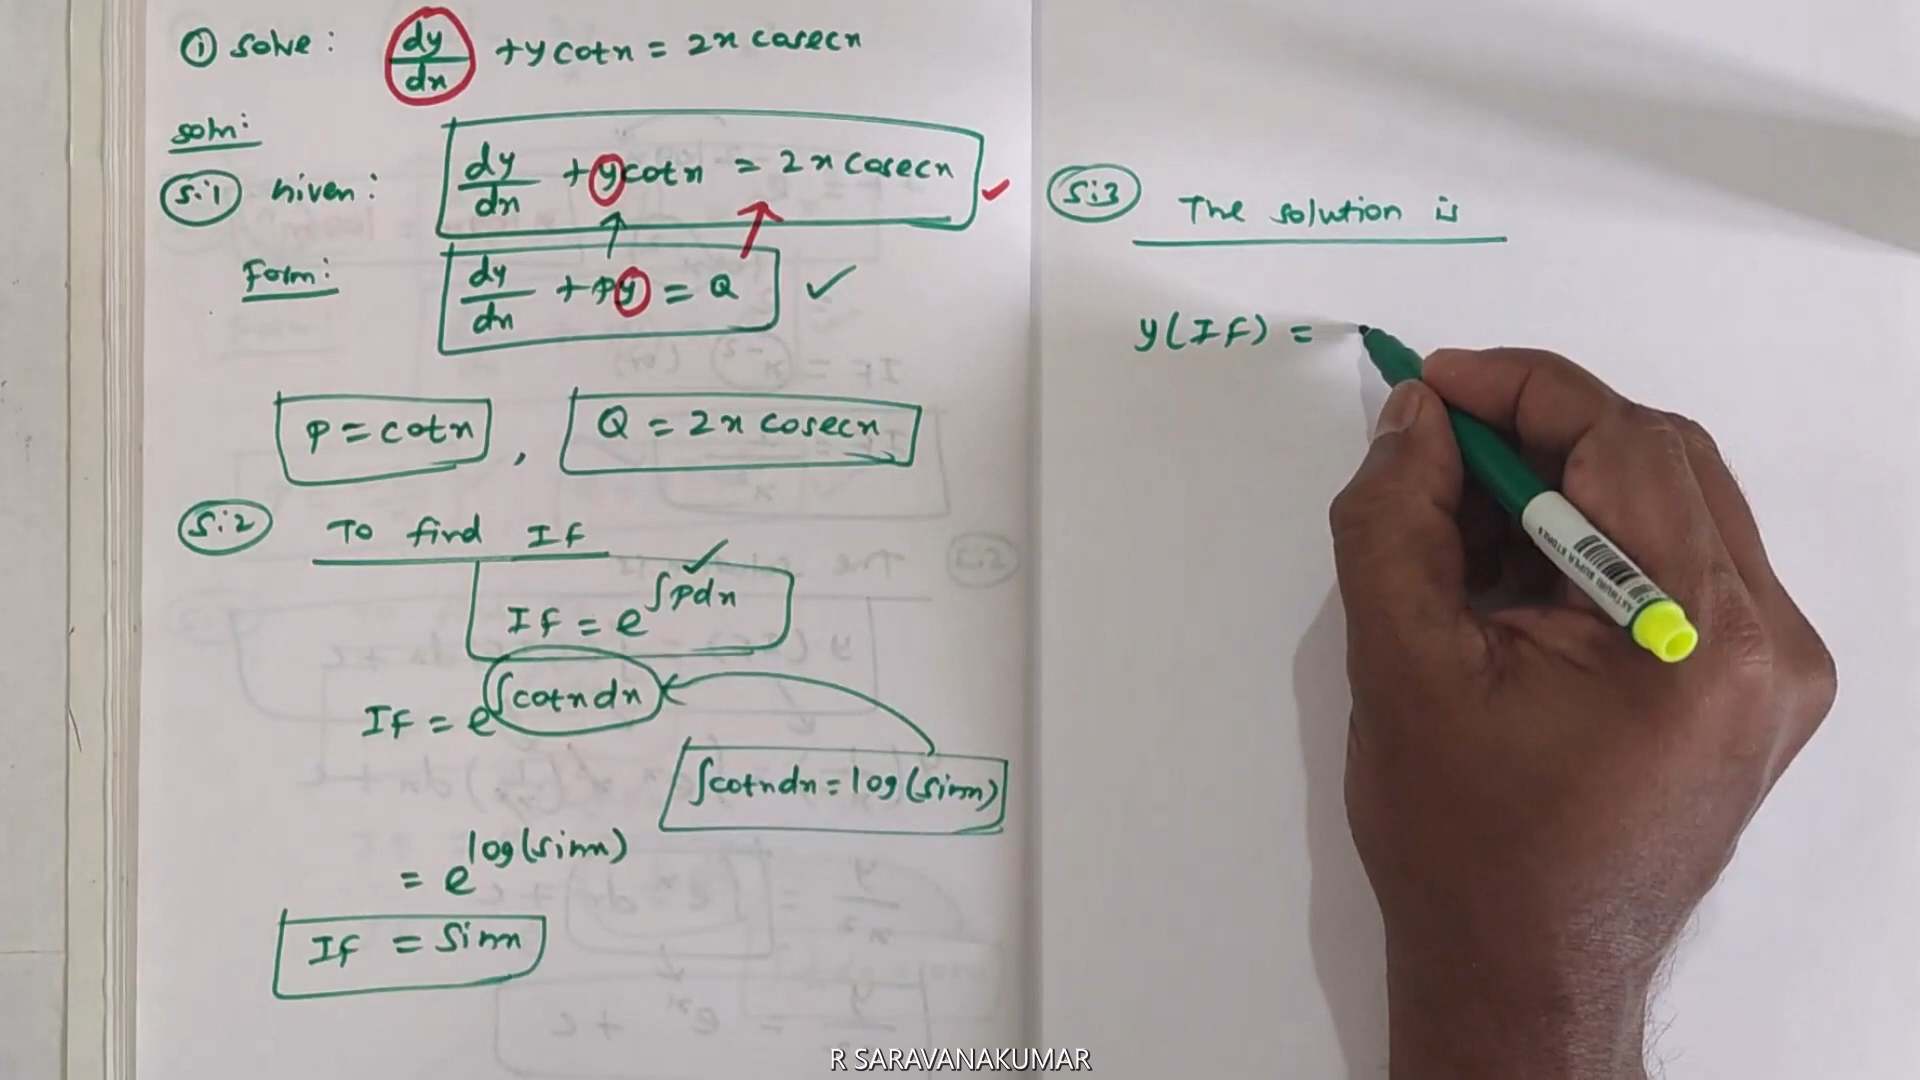 ① solve: dy/dx + y cotx = 2x cosecx
soln:
S:1 Given: dy/dx + ycotx = 2x cosecx
Form: dy/dx + Py = Q
P = cotx , Q = 2x cosecx
S:2 To find IF
IF = e^∫Pdx
IF = e^∫cotxdx
∫cotxdx = log(sinx)
= e^log(sinx)
IF = Sinx
S:3 The solution is
y(IF) =
R SARAVANAKUMAR